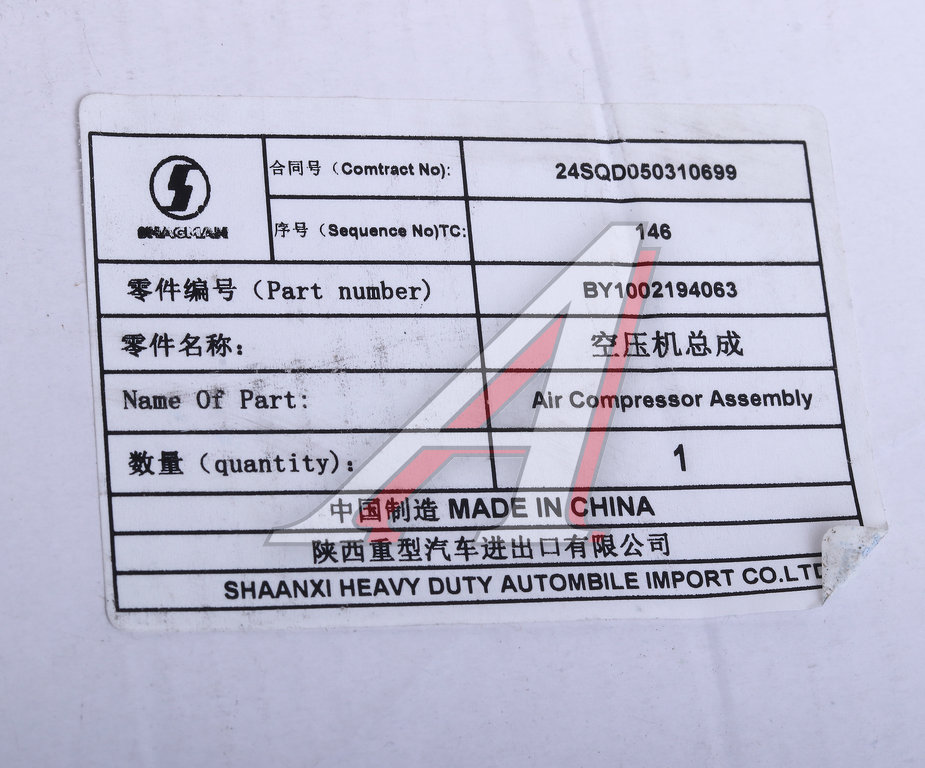 SHACMAN
合同号（Comtract No):
24SQD050310699
序号（Sequence No)TC:
146
零件编号（Part number)
BY1002194063
零件名称:
空压机总成
Name Of Part:
Air Compressor Assembly
数量（quantity):
1
中国制造 MADE IN CHINA
陕西重型汽车进出口有限公司
SHAANXI HEAVY DUTY AUTOMBILE IMPORT CO.LTD